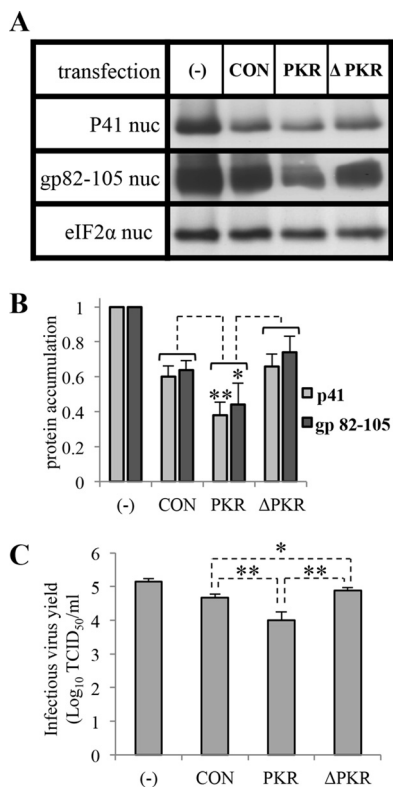 A
transfection (-) CON PKR Δ PKR
P41 nuc
gp82-105 nuc
eIF2α nuc
B
protein accumulation
1
0.8
0.6
0.4
0.2
0
** *
p41
gp 82-105
(-) CON PKR ΔPKR
C
Infectious virus yield
(Log10 TCID50/ml)
6
5
4
3
2
1
0
*
** **
(-) CON PKR ΔPKR